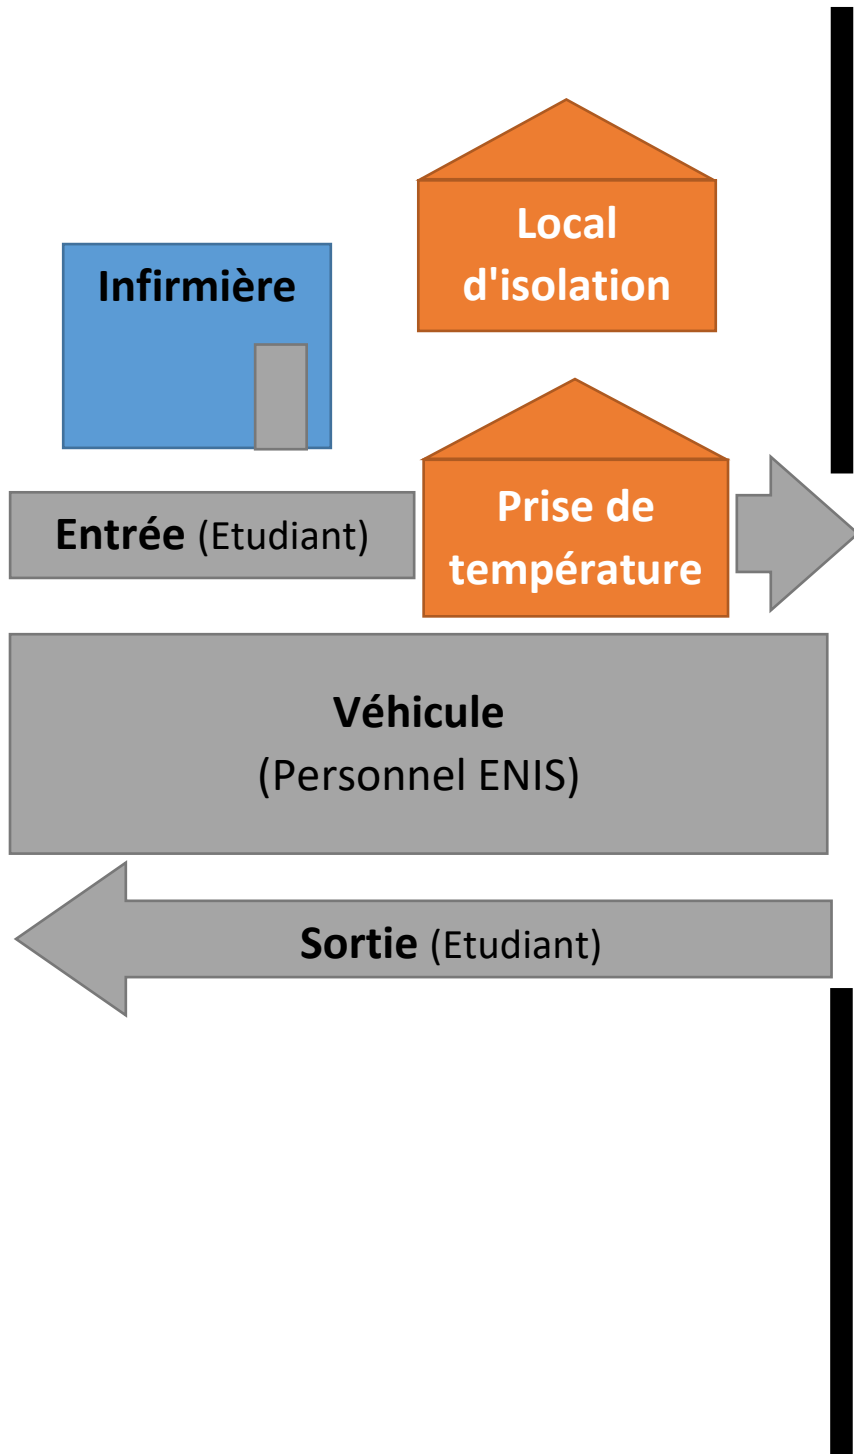 Local
d'isolation
Infirmière
Prise de
température
Entrée (Etudiant)
Véhicule
(Personnel ENIS)
Sortie (Etudiant)